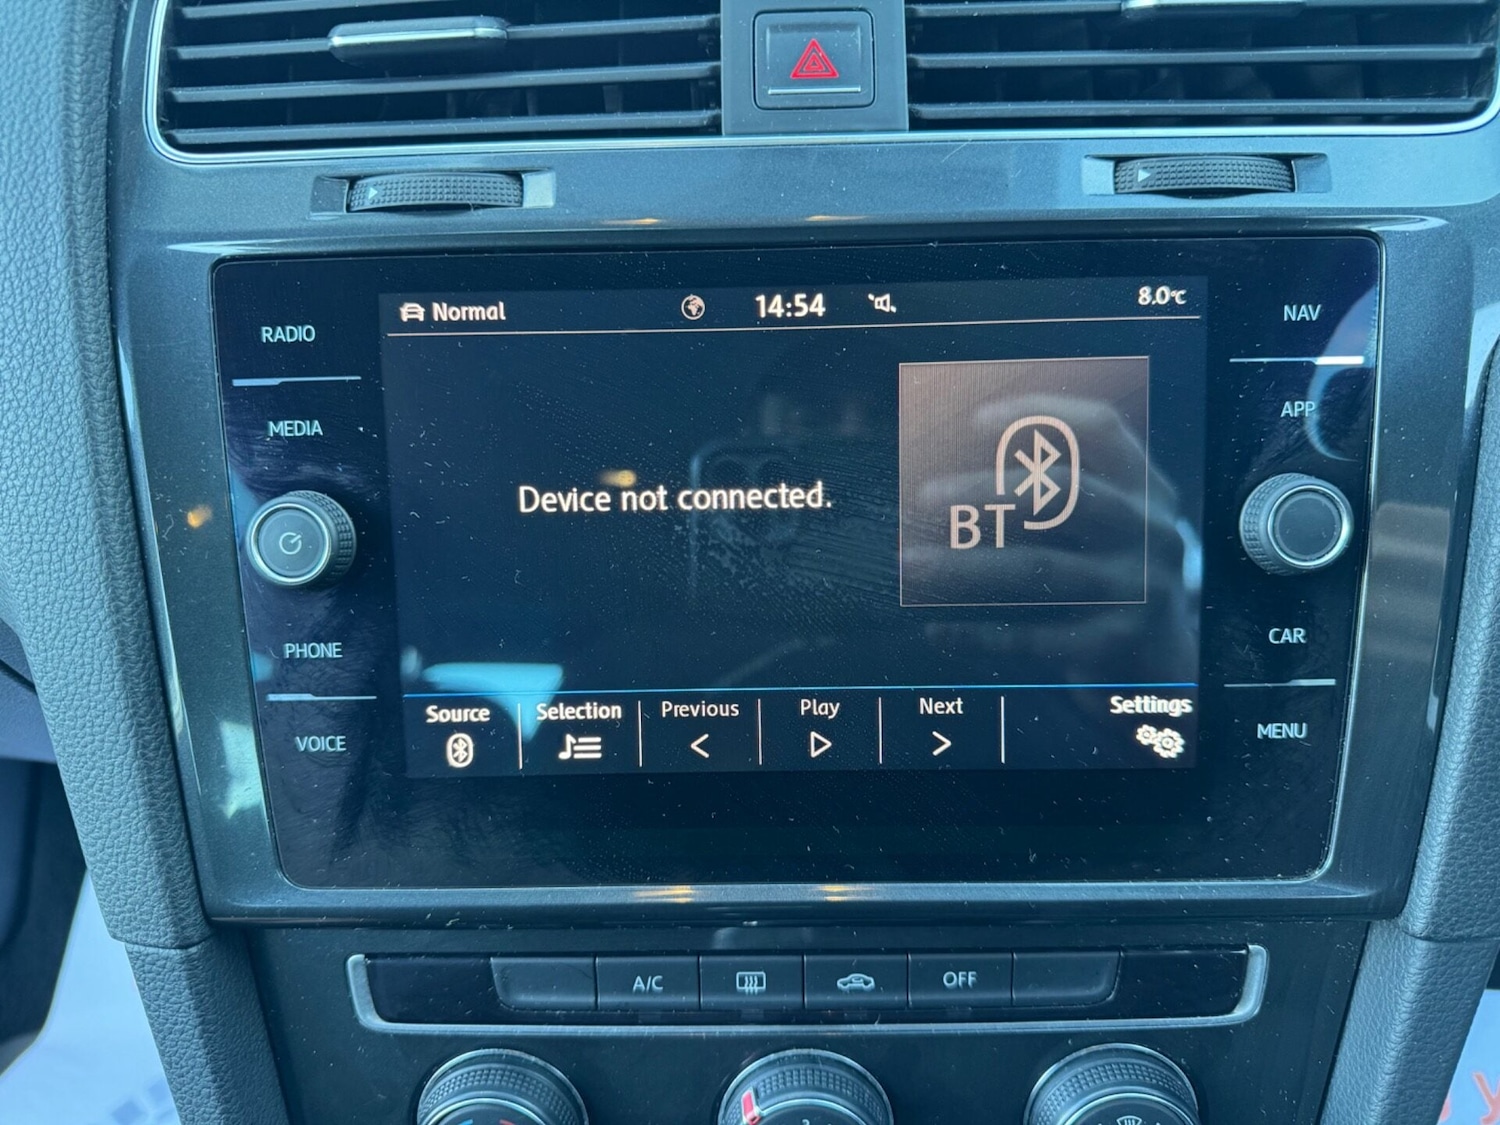 Normal 14:54 8.0°C
RADIO
MEDIA
PHONE
VOICE
Device not connected.
BT
NAV
APP
CAR
MENU
Source Selection Previous Play Next Settings
A/C OFF